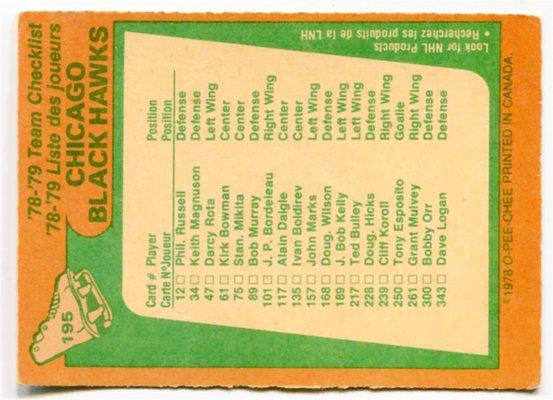 '78-'79 Team Checklist
'78-'79 Liste des joueurs
CHICAGO
BLACK HAWKS
195
Card # Player Position
Carte NºJoueur Position
12 Phil. Russell Defense
34 Keith Magnuson Defense
47 Darcy Rota Left Wing
61 Kirk Bowman Center
75 Stan. Mikita Center
89 Bob Murray Defense
101 J. P. Bordeleau Right Wing
117 Alain Daigle Center
135 Ivan Boldirev Center
157 John Marks Left Wing
168 Doug. Wilson Defense
189 J. Bob Kelly Left Wing
217 Ted Bulley Left Wing
228 Doug. Hicks Defense
239 Cliff Koroll Right Wing
250 Tony Esposito Goalie
261 Grant Mulvey Right Wing
300 Bobby Orr Defense
343 Dave Logan Defense
Look for NHL Products
• Recherchez les produits de la LNH
©1978 O-PEE-CHEE PRINTED IN CANADA.